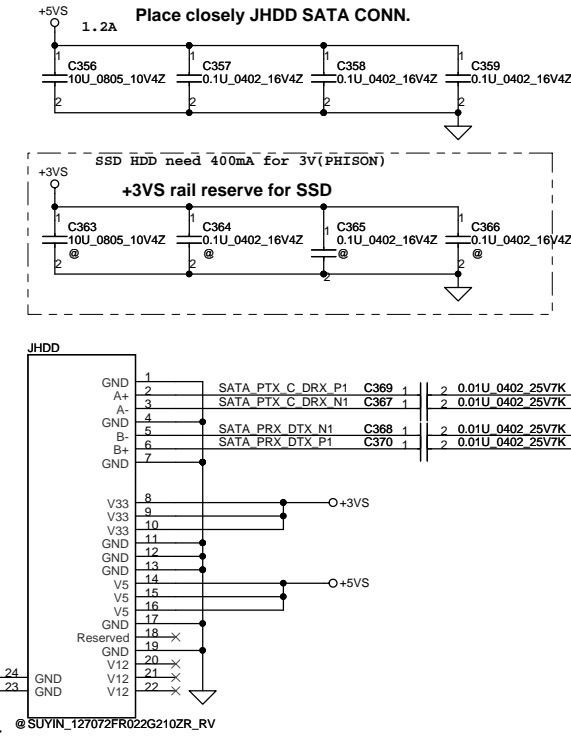 +5VS
1.2A
Place closely JHDD SATA CONN.
1 C356 10U_0805_10V4Z 2
1 C357 0.1U_0402_16V4Z 2
1 C358 0.1U_0402_16V4Z 2
1 C359 0.1U_0402_16V4Z 2
SSD HDD need 400mA for 3V(PHISON)
+3VS
+3VS rail reserve for SSD
1 C363 10U_0805_10V4Z @ 2
1 C364 0.1U_0402_16V4Z @ 2
1 C365 0.1U_0402_16V4Z @ 2
1 C366 0.1U_0402_16V4Z @ 2
JHDD
GND 1
A+ 2 SATA_PTX_C_DRX_P1 C369 1 2 0.01U_0402_25V7K
A- 3 SATA_PTX_C_DRX_N1 C367 1 2 0.01U_0402_25V7K
GND 4
B- 5 SATA_PRX_DTX_N1 C368 1 2 0.01U_0402_25V7K
B+ 6 SATA_PRX_DTX_P1 C370 1 2 0.01U_0402_25V7K
GND 7
V33 8 +3VS
V33 9
V33 10
GND 11
GND 12
GND 13
V5 14 +5VS
V5 15
V5 16
GND 17
Reserved 18
GND 19
V12 20
24 GND V12 21
23 GND V12 22
@SUYIN_127072FR022G210ZR_RV